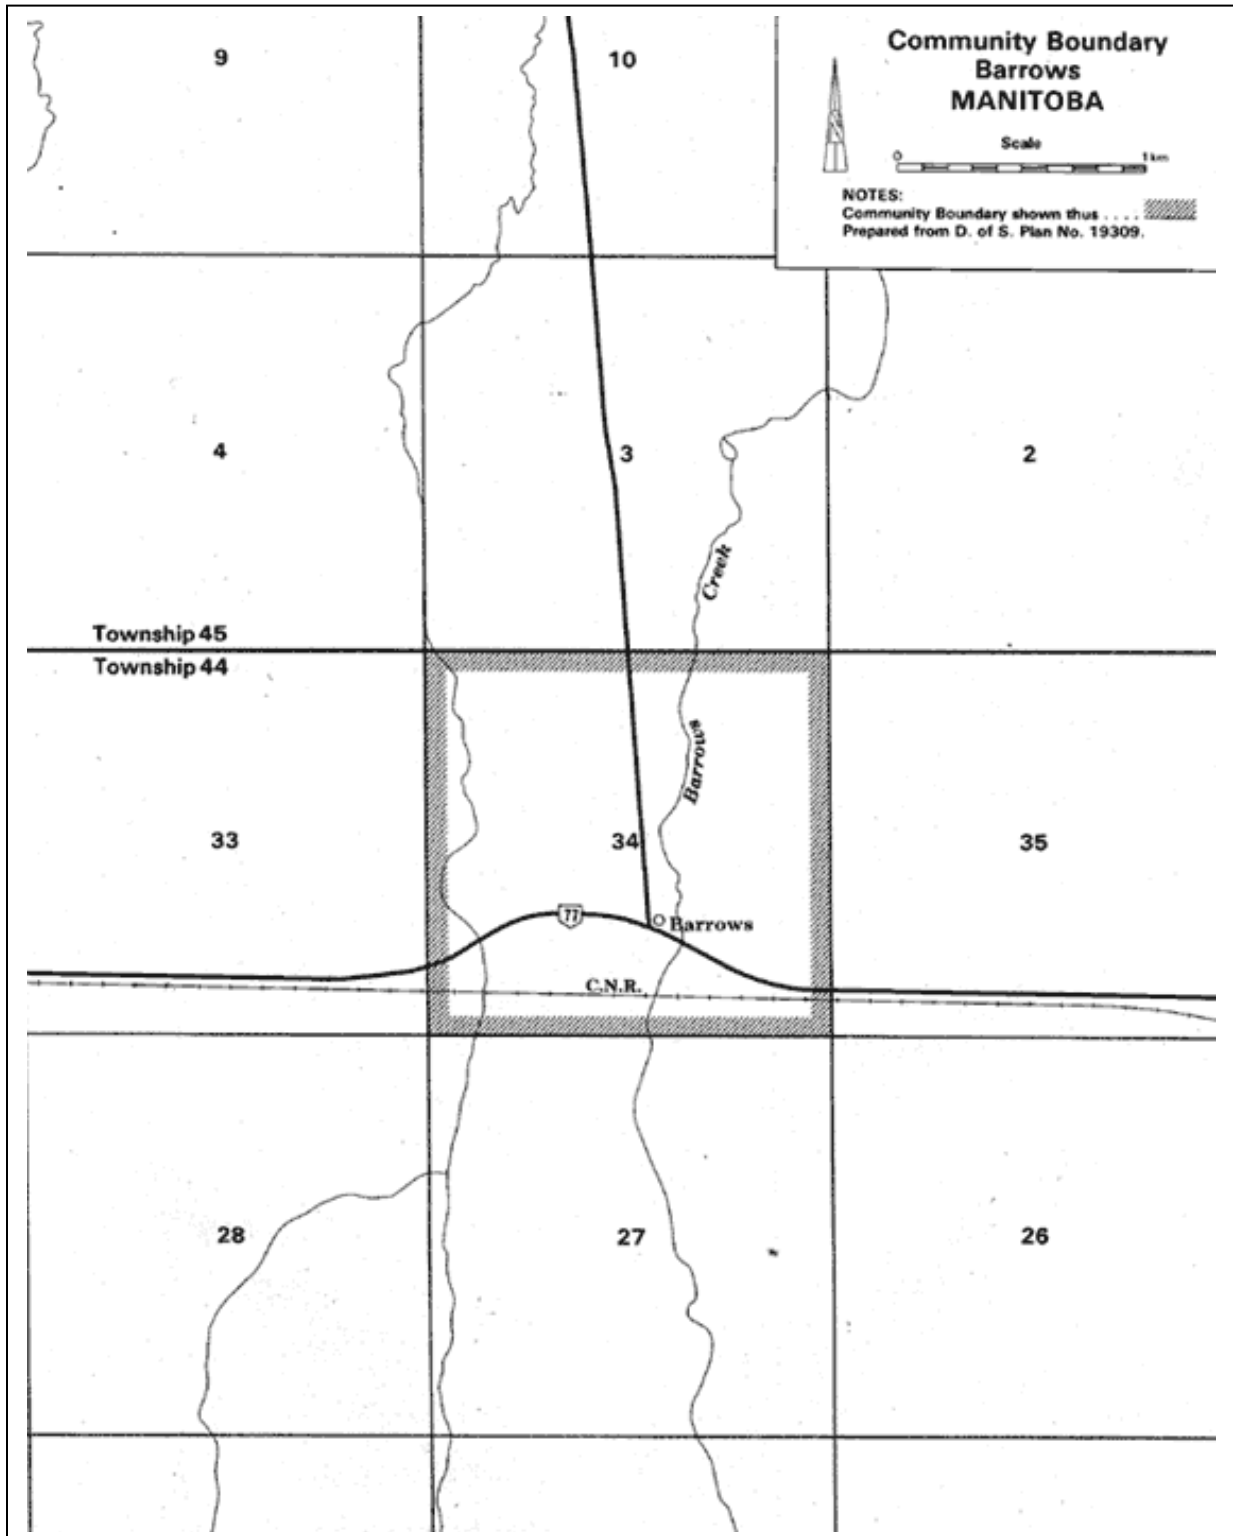 9
10
Community Boundary
Barrows
MANITOBA
Scale
0 1 km
NOTES:
Community Boundary shown thus ....
Prepared from D. of S. Plan No. 19309.
4
3
2
Creek
Township 45
Township 44
Barrows
33
34
35
77
Barrows
C.N.R.
28
27
26